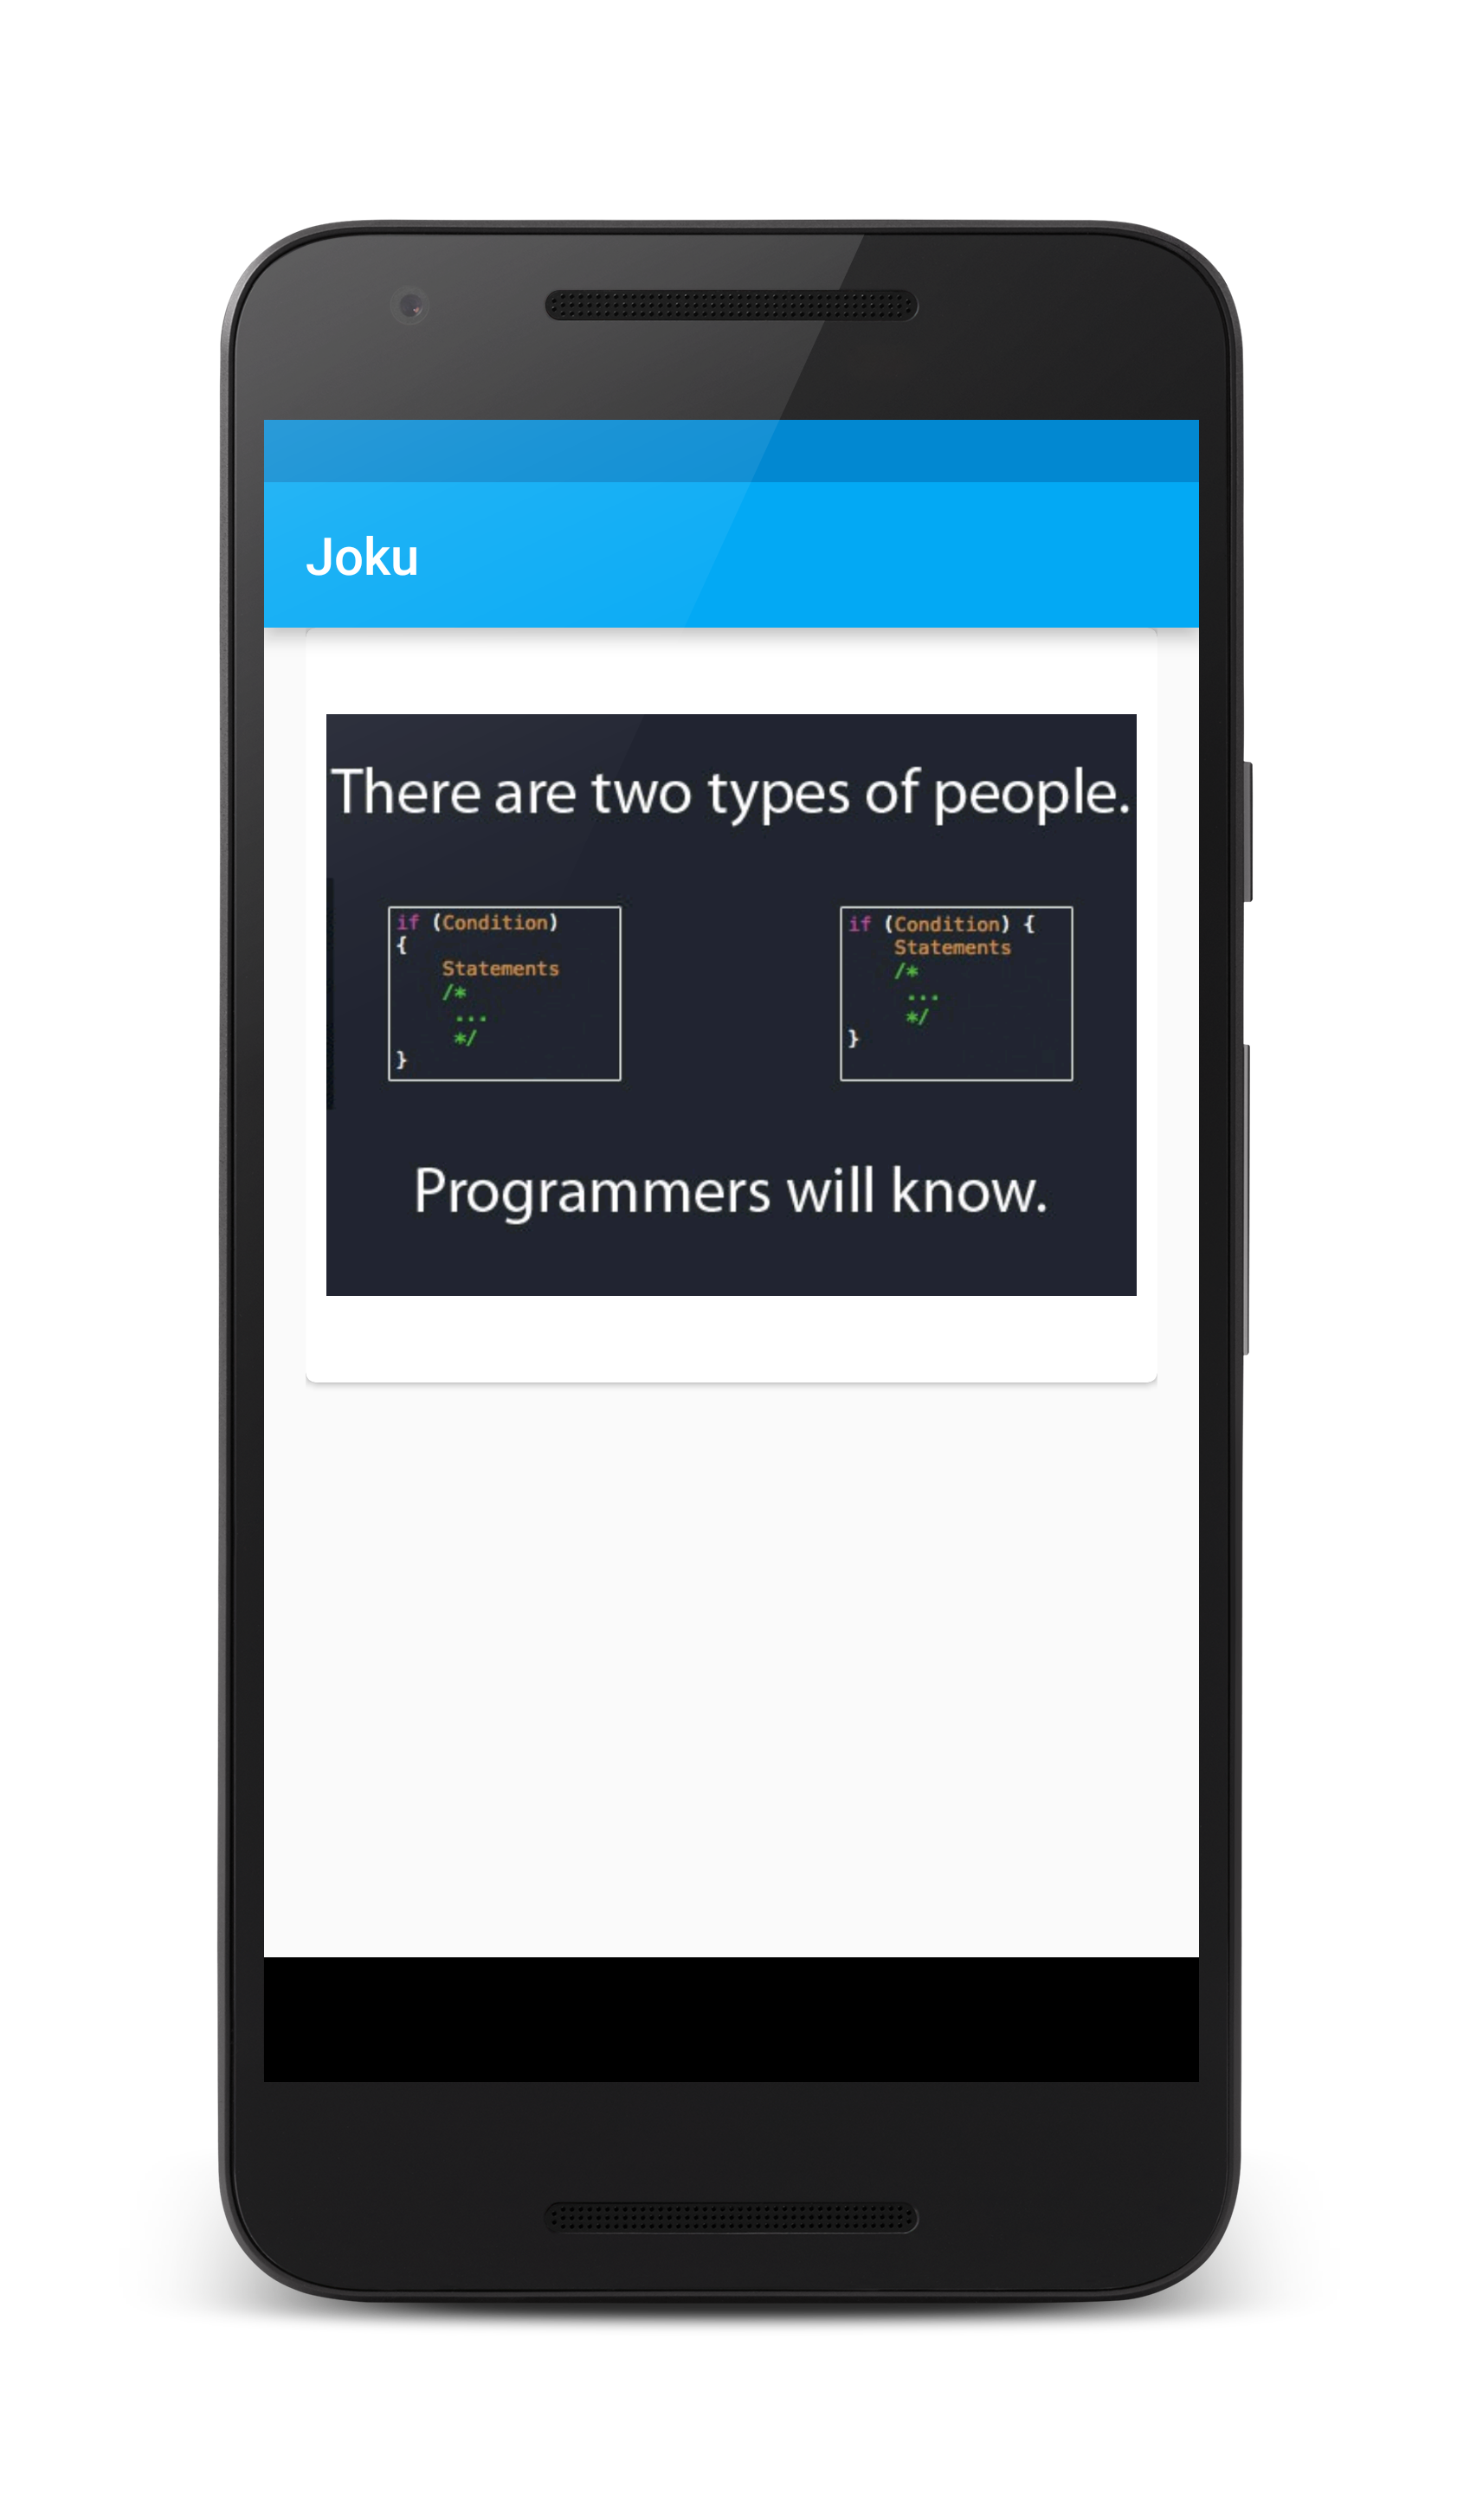 Joku
There are two types of people.
if (Condition)
{
    Statements
    /*
     ...
     */
}
if (Condition) {
    Statements
    /*
     ...
     */
}
Programmers will know.